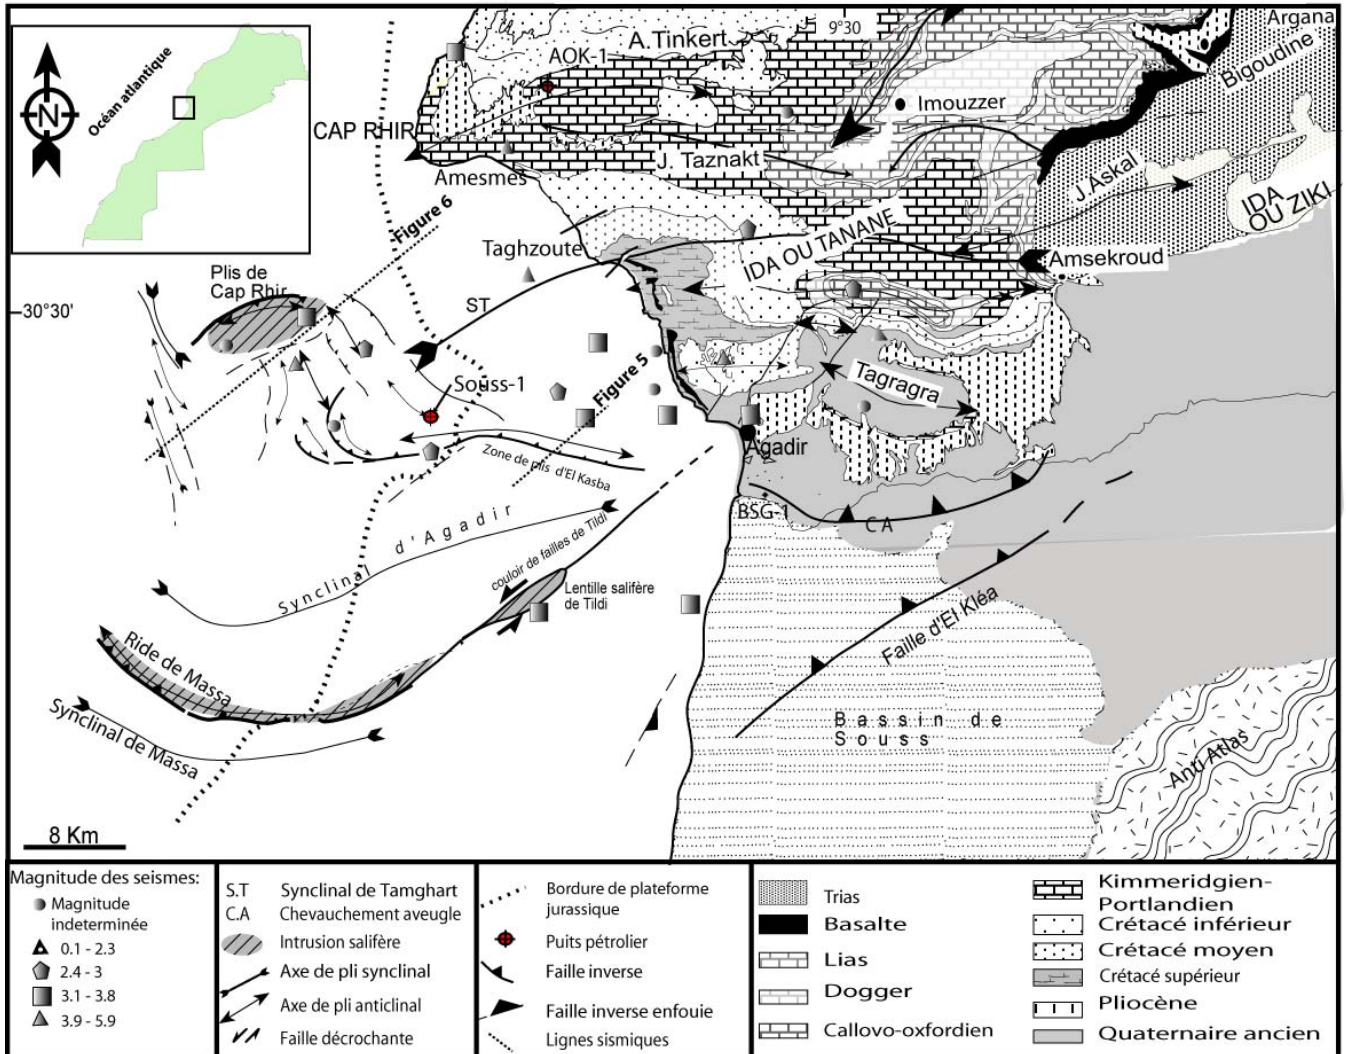 Océan atlantique
N
9°30
Argana
Bigoudine
A.Tinkert
AOK-1
Imouzzer
CAP RHIR
J. Taznakt
Amesmes
J.Askal
IDA
OU ZIKI
Figure 6
Taghzoute
IDA OU TANANE
Amsekroud
Plis de
Cap Rhir
ST
30°30'
Souss-1
Figure 5
Tagragra
Agadir
Zone de plis d'El Kasba
BSG-1
C A
Synclinal d'Agadir
couloir de failles de Tildi
Lentille salifère
de Tildi
Faille d'El Kléa
Ride de Massa
Synclinal de Massa
Bassin de
Souss
Anti Atlas
8 Km
Magnitude des seismes:
Magnitude
indeterminée
0.1 - 2.3
2.4 - 3
3.1 - 3.8
3.9 - 5.9
S.T Synclinal de Tamghart
C.A Chevauchement aveugle
Intrusion salifère
Axe de pli synclinal
Axe de pli anticlinal
Faille décrochante
Bordure de plateforme
jurassique
Puits pétrolier
Faille inverse
Faille inverse enfouie
Lignes sismiques
Trias
Basalte
Lias
Dogger
Callovo-oxfordien
Kimmeridgien-
Portlandien
Crétacé inférieur
Crétacé moyen
Crétacé supérieur
Pliocène
Quaternaire ancien